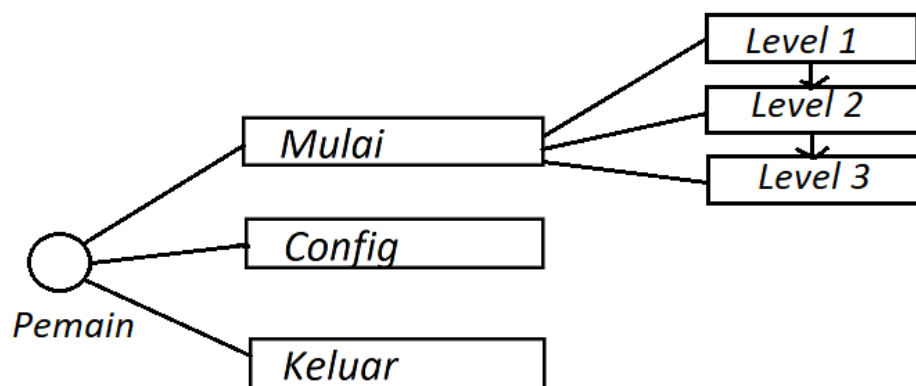 Level 1
Level 2
Mulai
Level 3
Config
Pemain
Keluar